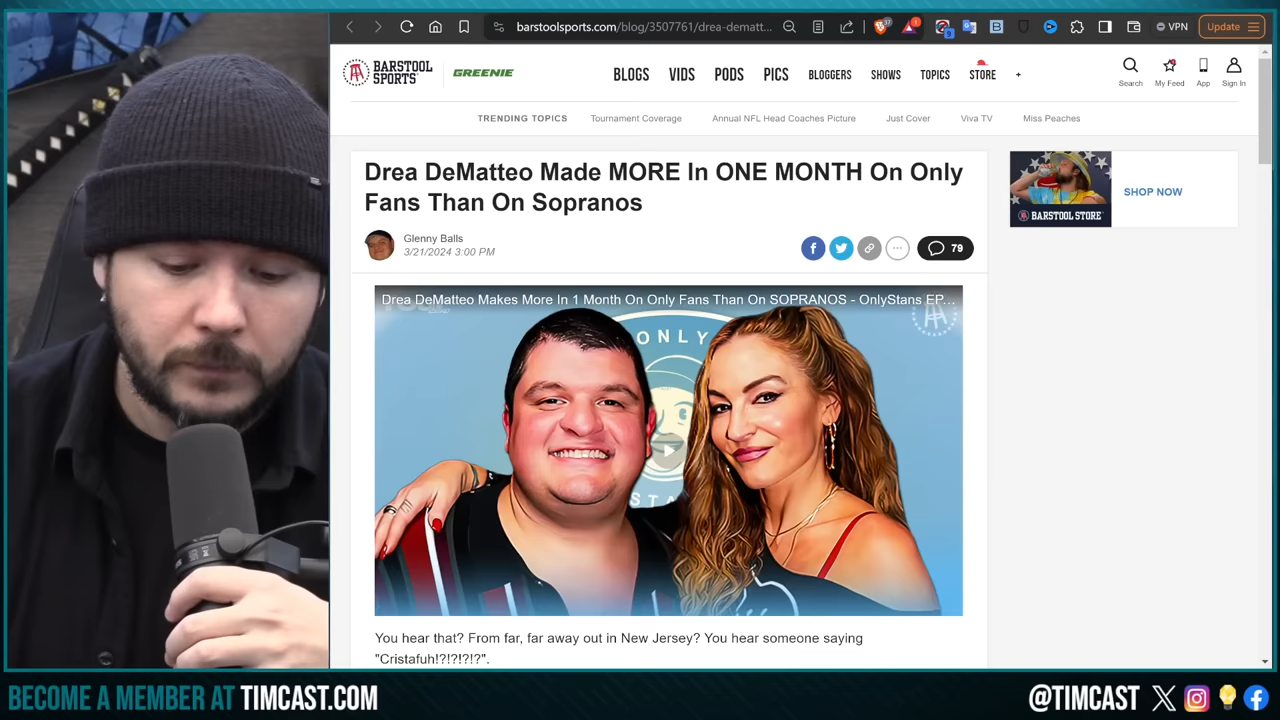 barstoolsports.com/blog/3507761/drea-dematt...
VPN
Update
BARSTOOL
SPORTS
GREENIE
BLOGS
VIDS
PODS
PICS
BLOGGERS
SHOWS
TOPICS
STORE
+
Search
My Feed
App
Sign In
TRENDING TOPICS
Tournament Coverage
Annual NFL Head Coaches Picture
Just Cover
Viva TV
Miss Peaches
Drea DeMatteo Made MORE In ONE MONTH On Only
Fans Than On Sopranos
Glenny Balls
3/21/2024 3:00 PM
79
BARSTOOL STORE
SHOP NOW
Drea DeMatteo Makes More In 1 Month On Only Fans Than On SOPRANOS - OnlyStans EP...
ONLY
STA
You hear that? From far, far away out in New Jersey? You hear someone saying
"Cristafuh!?!?!?!?".
BECOME A MEMBER AT TIMCAST.COM
@TIMCAST